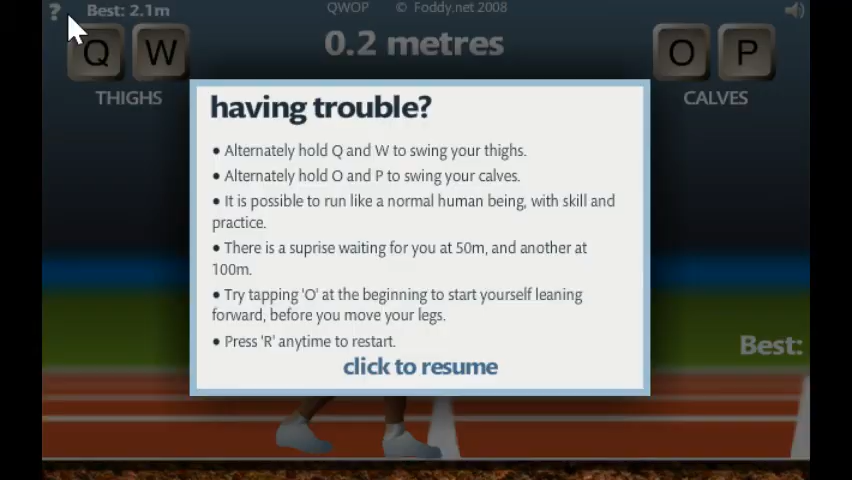 ? Best: 2.1m QWOP © Foddy.net 2008
Q W 0.2 metres O P
THIGHS CALVES
having trouble?
• Alternately hold Q and W to swing your thighs.
• Alternately hold O and P to swing your calves.
• It is possible to run like a normal human being, with skill and
practice.
• There is a suprise waiting for you at 50m, and another at
100m.
• Try tapping 'O' at the beginning to start yourself leaning
forward, before you move your legs.
• Press 'R' anytime to restart.
click to resume
Best: